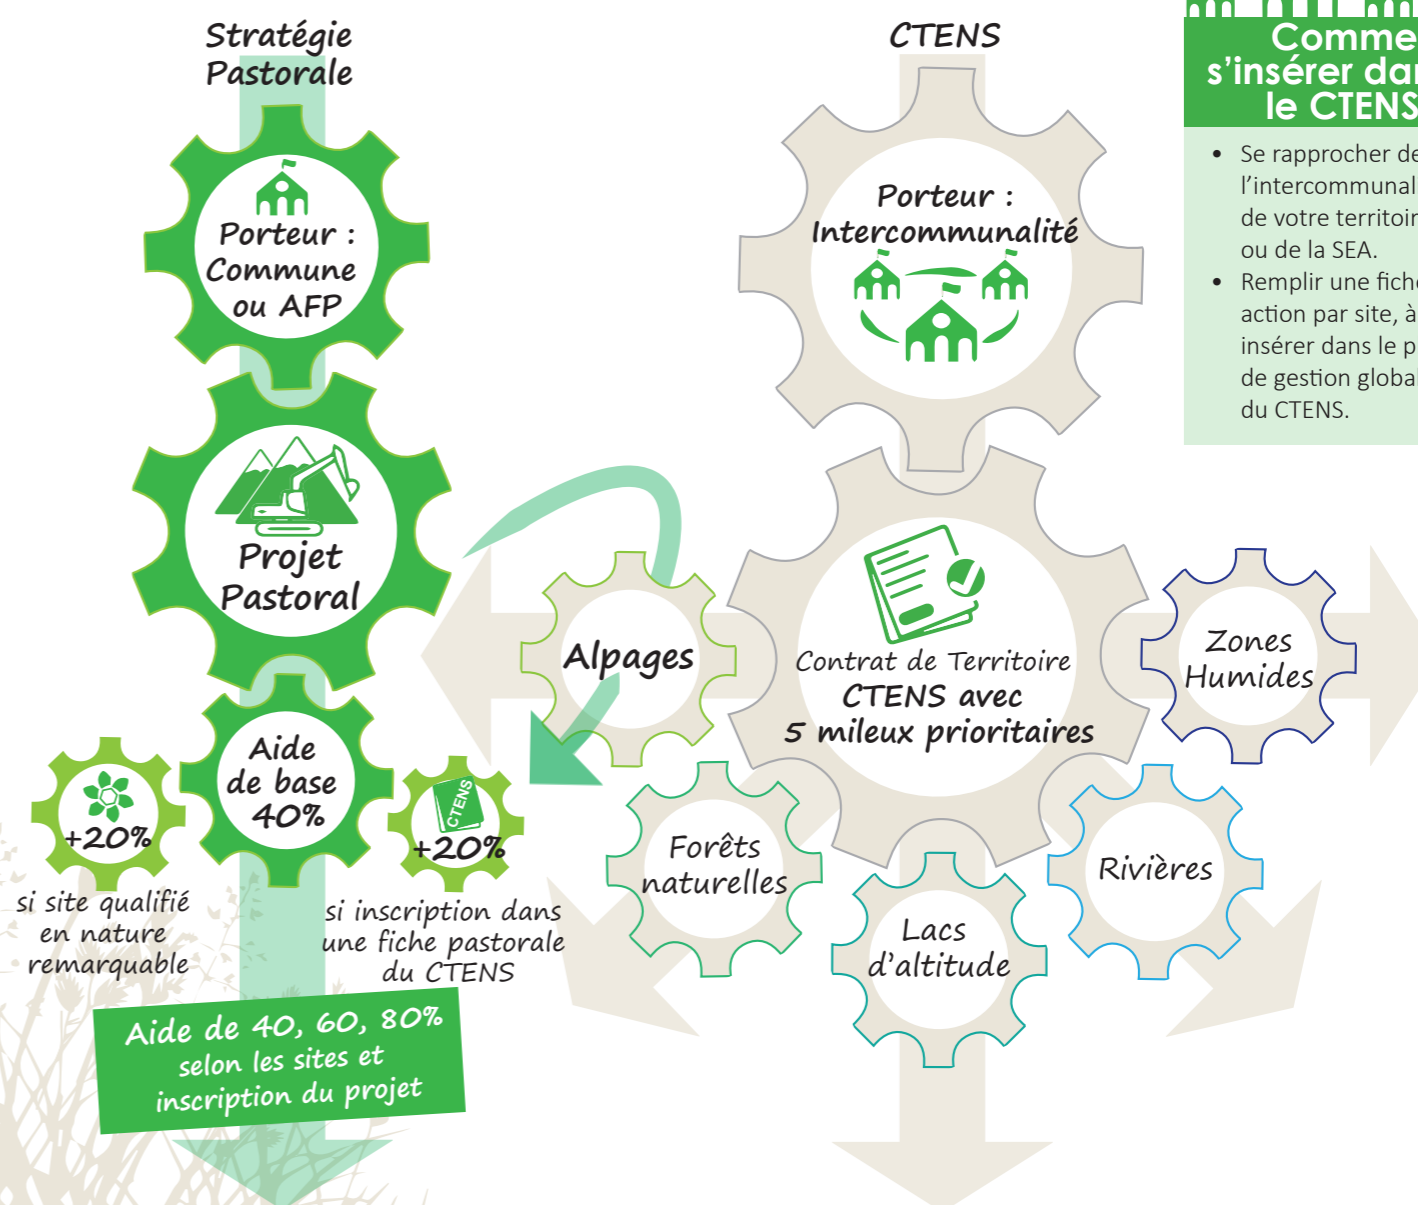 Stratégie
Pastorale
Porteur :
Commune
ou AFP
Projet
Pastoral
Aide
de base
40%
+20%
si site qualifié
en nature
remarquable
CTENS
+20%
si inscription dans
une fiche pastorale
du CTENS
Aide de 40, 60, 80%
selon les sites et
inscription du projet
CTENS
Porteur :
Intercommunalité
Contrat de Territoire
CTENS avec
5 mileux prioritaires
Alpages
Forêts
naturelles
Lacs
d'altitude
Rivières
Zones
Humides
Comme
s'insérer da
le CTENS
• Se rapprocher de
l'intercommunal
de votre territoir
ou de la SEA.
• Remplir une fiche
action par site, à
insérer dans le p
de gestion global
du CTENS.